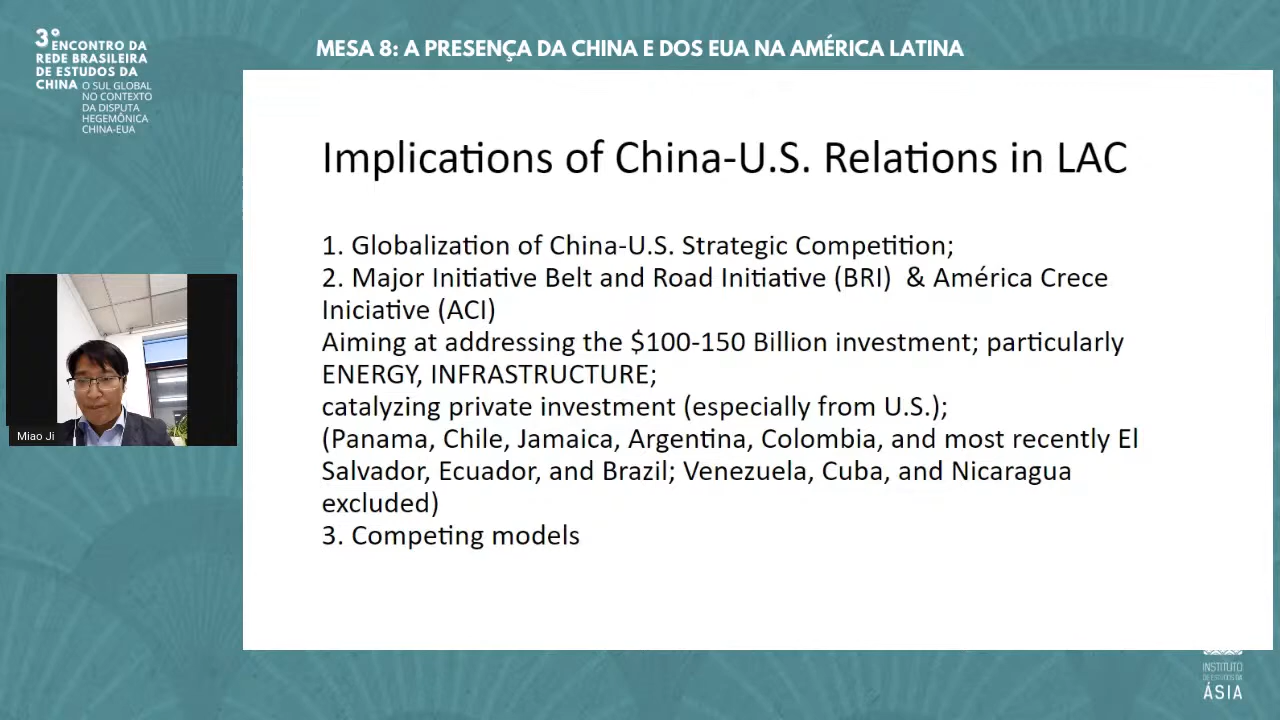 3º ENCONTRO DA
REDE BRASILEIRA
DE ESTUDOS DA
CHINA O SUL GLOBAL
NO CONTEXTO
DA DISPUTA
HEGEMÔNICA
CHINA-EUA
MESA 8: A PRESENÇA DA CHINA E DOS EUA NA AMÉRICA LATINA
Implications of China-U.S. Relations in LAC
1. Globalization of China-U.S. Strategic Competition;
2. Major Initiative Belt and Road Initiative (BRI)  & América Crece
Iniciative (ACI)
Aiming at addressing the $100-150 Billion investment; particularly
ENERGY, INFRASTRUCTURE;
catalyzing private investment (especially from U.S.);
(Panama, Chile, Jamaica, Argentina, Colombia, and most recently El
Salvador, Ecuador, and Brazil; Venezuela, Cuba, and Nicaragua
excluded)
3. Competing models
Miao Ji
INSTITUTO
DE ESTUDOS DA
ÁSIA